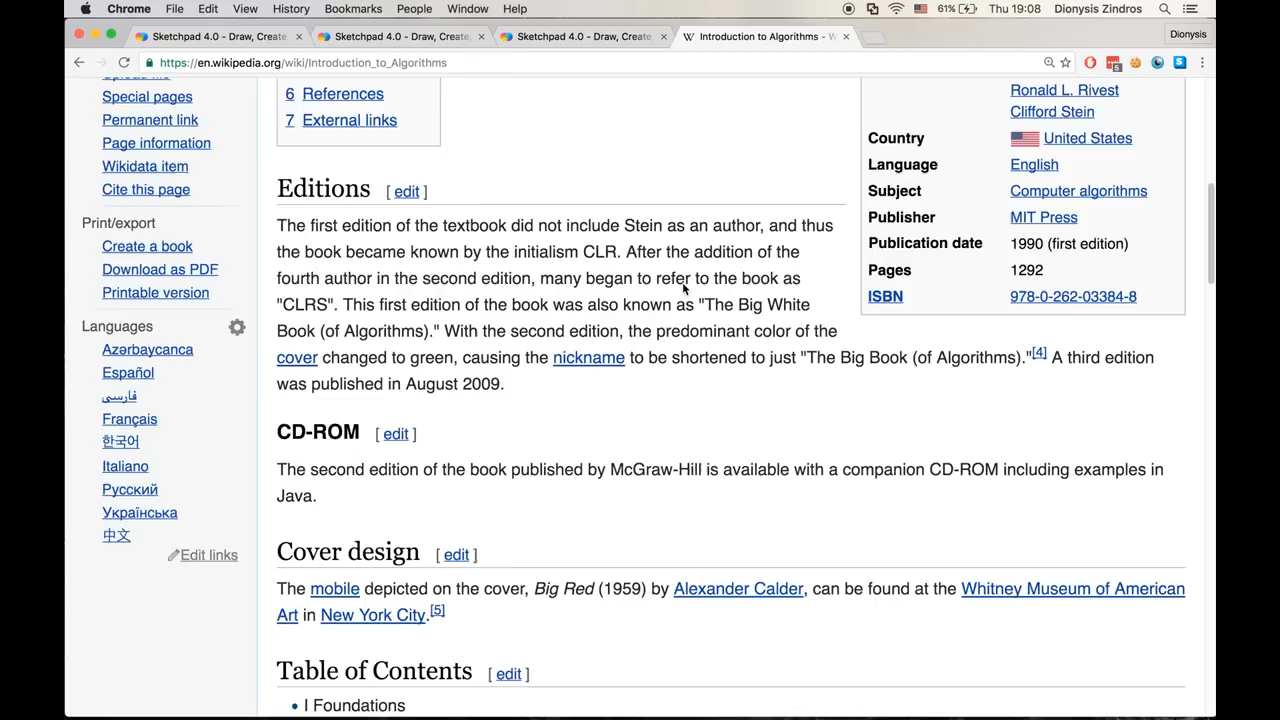 Chrome File Edit View History Bookmarks People Window Help 61% Thu 19:08 Dionysis Zindros
Sketchpad 4.0 - Draw, Create Sketchpad 4.0 - Draw, Create, Sketchpad 4.0 - Draw, Create, Introduction to Algorithms - W Dionysis
https://en.wikipedia.org/wiki/Introduction_to_Algorithms
Upload file
Special pages
Permanent link
Page information
Wikidata item
Cite this page
Print/export
Create a book
Download as PDF
Printable version
Languages
Azərbaycanca
Español
فارسی
Français
한국어
Italiano
Русский
Українська
中文
Edit links
6 References
7 External links
Editions [ edit ]
The first edition of the textbook did not include Stein as an author, and thus
the book became known by the initialism CLR. After the addition of the
fourth author in the second edition, many began to refer to the book as
"CLRS". This first edition of the book was also known as "The Big White
Book (of Algorithms)." With the second edition, the predominant color of the
cover changed to green, causing the nickname to be shortened to just "The Big Book (of Algorithms)."[4] A third edition
was published in August 2009.
CD-ROM [ edit ]
The second edition of the book published by McGraw-Hill is available with a companion CD-ROM including examples in
Java.
Cover design [ edit ]
The mobile depicted on the cover, Big Red (1959) by Alexander Calder, can be found at the Whitney Museum of American
Art in New York City.[5]
Table of Contents [ edit ]
• I Foundations
Ronald L. Rivest
Clifford Stein
Country United States
Language English
Subject Computer algorithms
Publisher MIT Press
Publication date 1990 (first edition)
Pages 1292
ISBN 978-0-262-03384-8